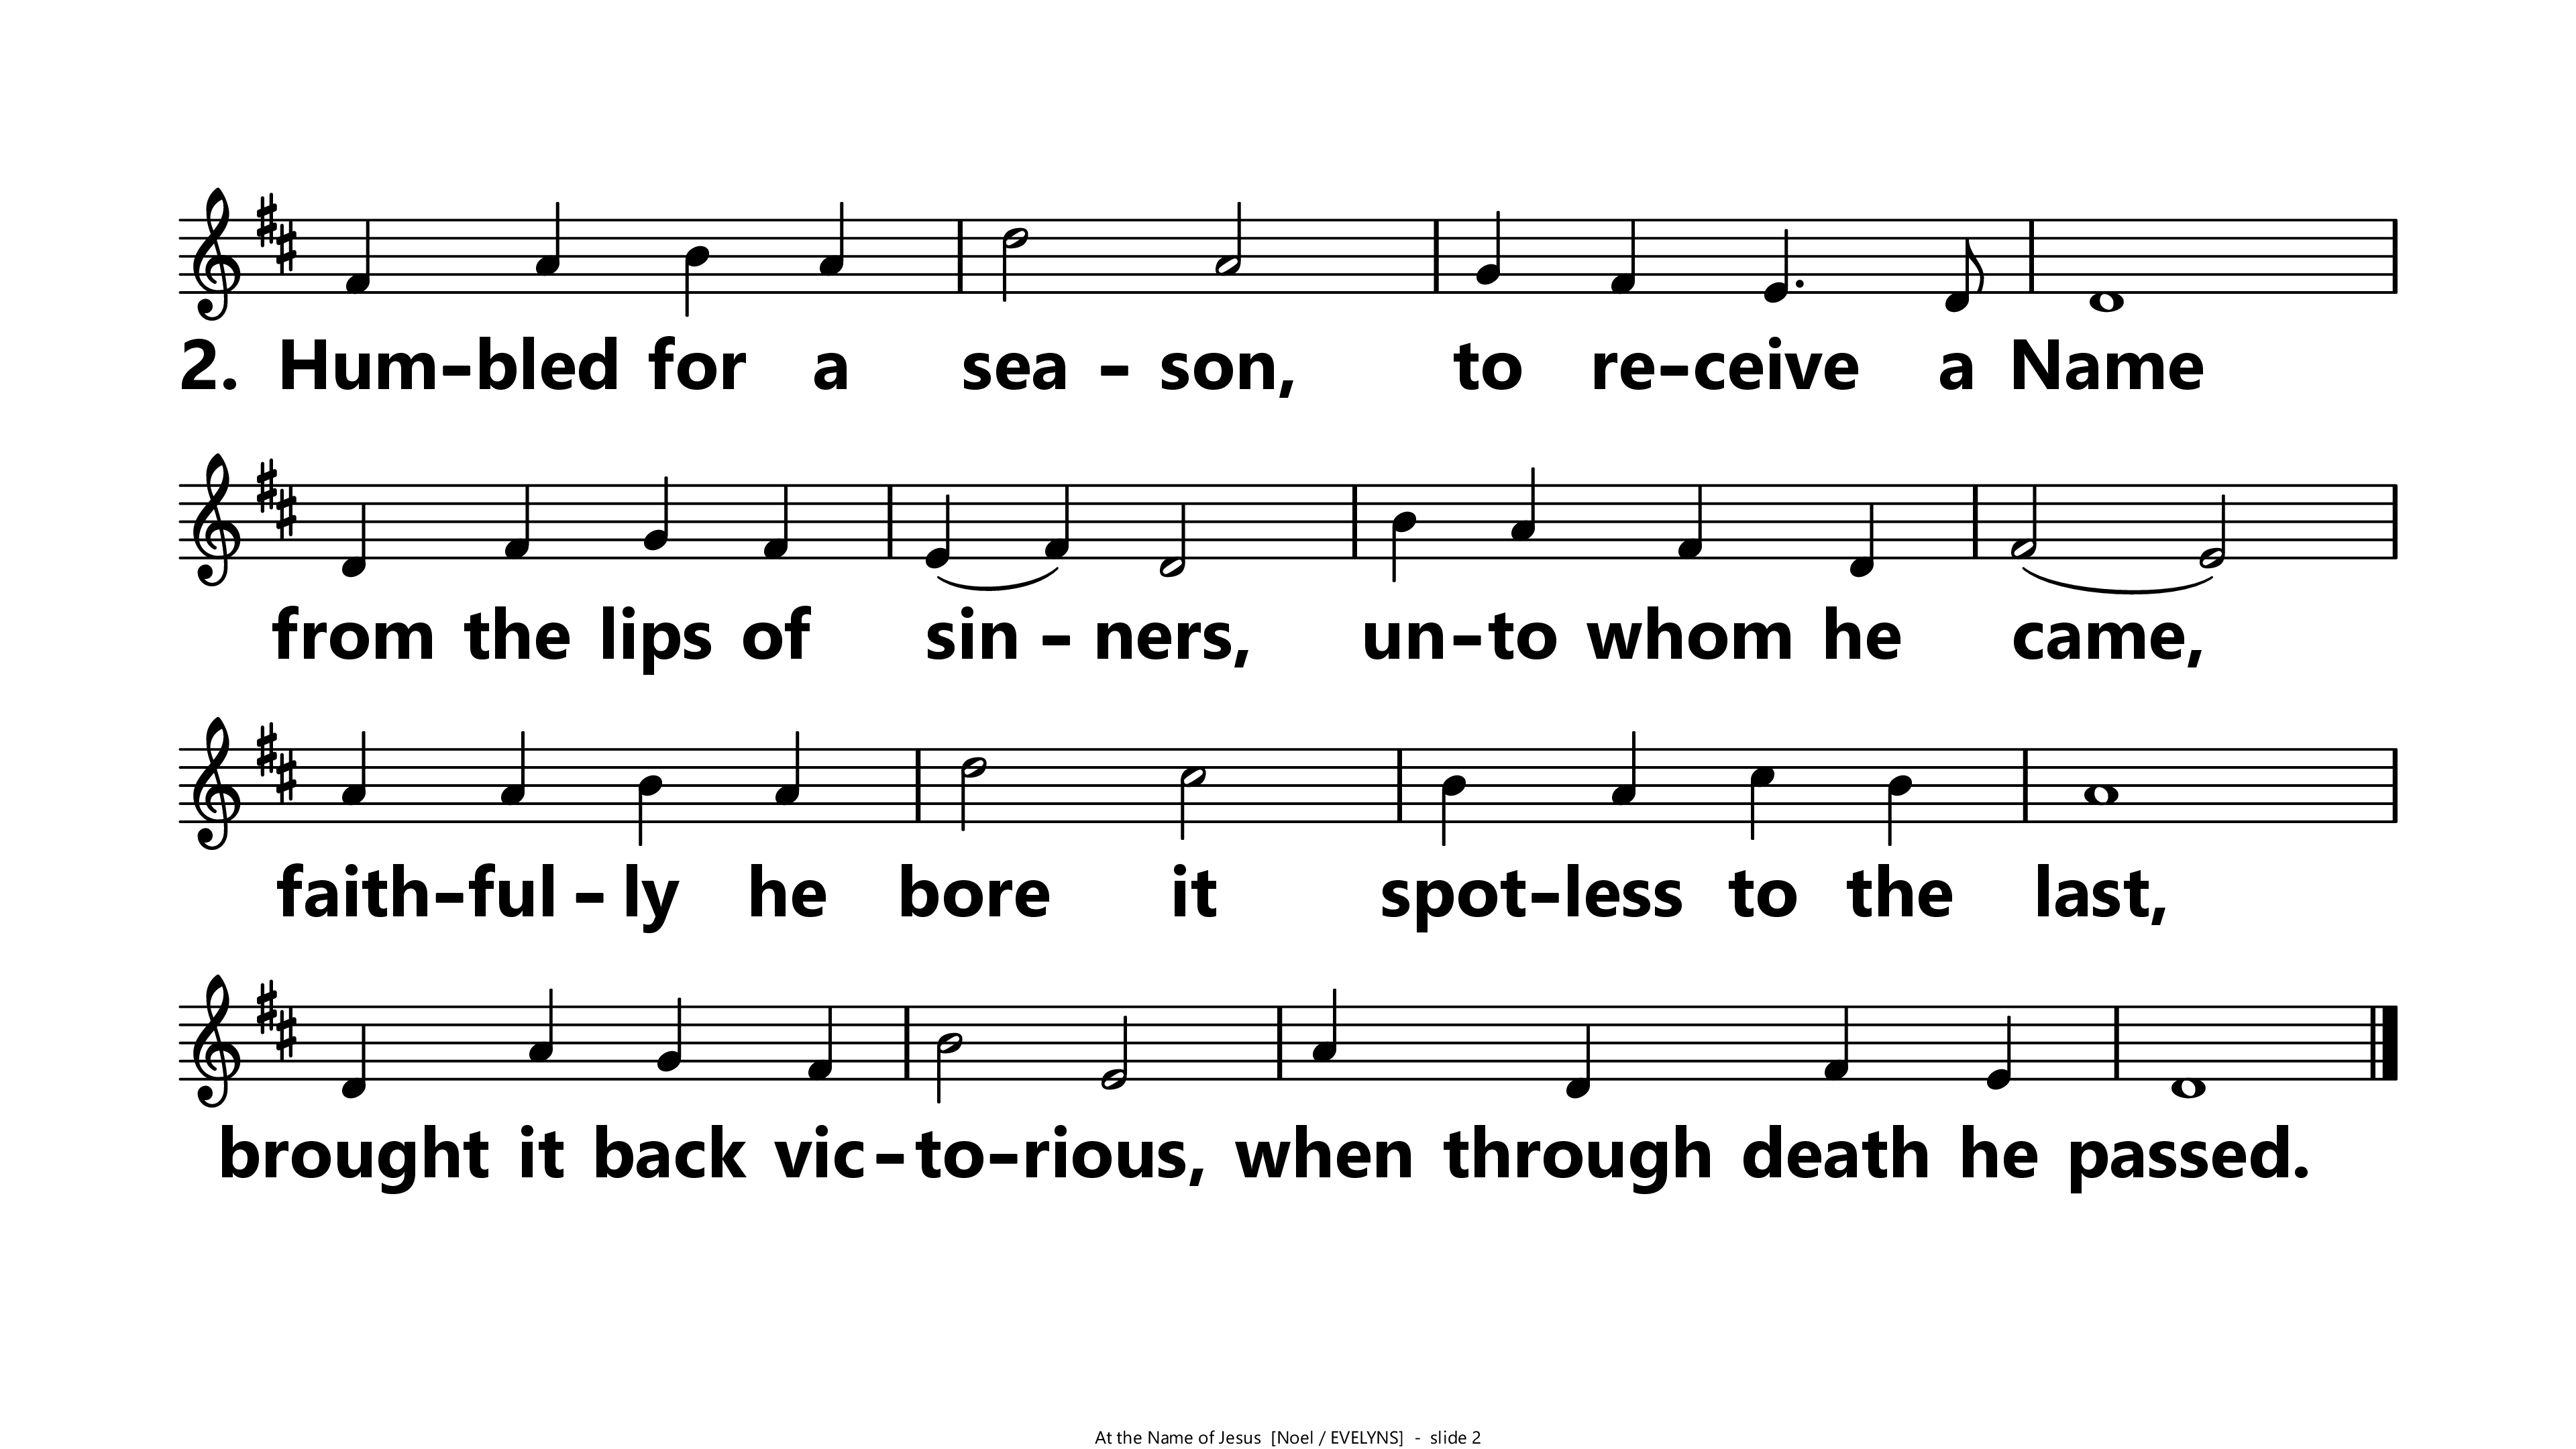 2. Hum-bled for a sea - son, to re-ceive a Name
from the lips of sin - ners, un-to whom he came,
faith-ful - ly he bore it spot-less to the last,
brought it back vic-to-rious, when through death he passed.
At the Name of Jesus [Noel / EVELYNS] - slide 2